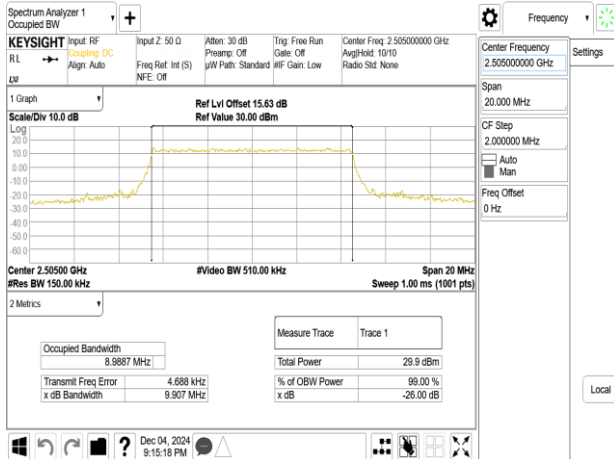 Spectrum Analyzer 1
Occupied BW
Frequency
KEYSIGHT
RL
LXI
Input: RF
Coupling: DC
Align: Auto
Input Z: 50 Ω
Freq Ref: Int (S)
NFE: Off
Atten: 30 dB
Preamp: Off
µW Path: Standard
Trig: Free Run
Gate: Off
#IF Gain: Low
Center Freq: 2.505000000 GHz
Avg|Hold: 10/10
Radio Std: None
Center Frequency
2.505000000 GHz
Settings
Span
20.000 MHz
CF Step
2.000000 MHz
Auto
Man
Freq Offset
0 Hz
Local
1 Graph
Scale/Div 10.0 dB
Ref Lvl Offset 15.63 dB
Ref Value 30.00 dBm
Log
20.0
10.0
0.00
-10.0
-20.0
-30.0
-40.0
-50.0
-60.0
Center 2.50500 GHz
#Video BW 510.00 kHz
Span 20 MHz
#Res BW 150.00 kHz
Sweep 1.00 ms (1001 pts)
2 Metrics
Measure Trace
Trace 1
Occupied Bandwidth
8.9887 MHz
Total Power
29.9 dBm
Transmit Freq Error
4.688 kHz
% of OBW Power
99.00 %
x dB Bandwidth
9.907 MHz
x dB
-26.00 dB
?
Dec 04, 2024
9:15:18 PM